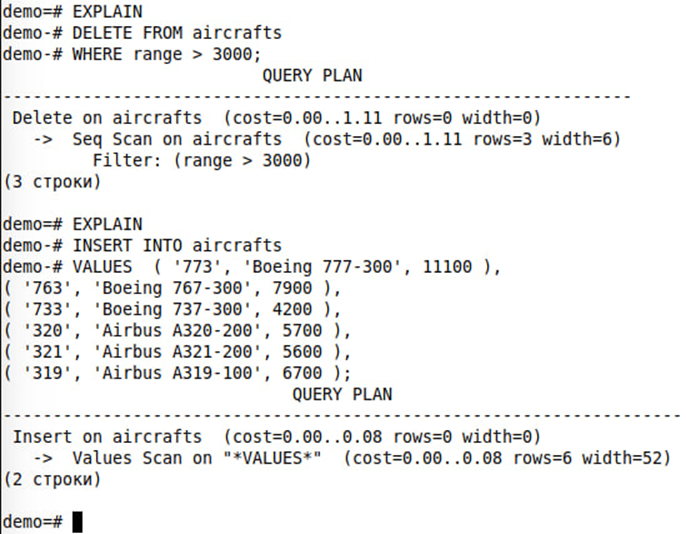 demo=# EXPLAIN
demo-# DELETE FROM aircrafts
demo-# WHERE range > 3000;
                          QUERY PLAN
---------------------------------------------------------------
 Delete on aircrafts  (cost=0.00..1.11 rows=0 width=0)
   ->  Seq Scan on aircrafts  (cost=0.00..1.11 rows=3 width=6)
         Filter: (range > 3000)
(3 строки)

demo=# EXPLAIN
demo-# INSERT INTO aircrafts
demo-# VALUES  ( '773', 'Boeing 777-300', 11100 ),
( '763', 'Boeing 767-300', 7900 ),
( '733', 'Boeing 737-300', 4200 ),
( '320', 'Airbus A320-200', 5700 ),
( '321', 'Airbus A321-200', 5600 ),
( '319', 'Airbus A319-100', 6700 );
                             QUERY PLAN
--------------------------------------------------------------------
 Insert on aircrafts  (cost=0.00..0.08 rows=0 width=0)
   ->  Values Scan on "*VALUES*"  (cost=0.00..0.08 rows=6 width=52)
(2 строки)

demo=#